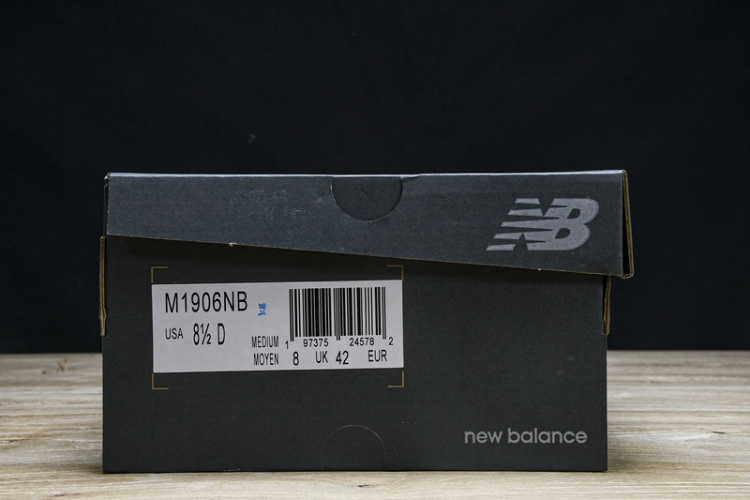 NB
M1906NB
USA 8½ D
MEDIUM 1 97375 24578 2
MOYEN 8 UK 42 EUR
new balance